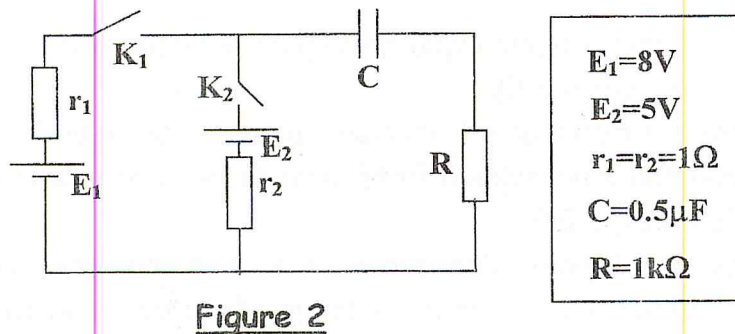 K₁
C
r₁
K₂
E₂
E₁
r₂
R
E₁=8V
E₂=5V
r₁=r₂=1Ω
C=0.5µF
R=1kΩ
Figure 2